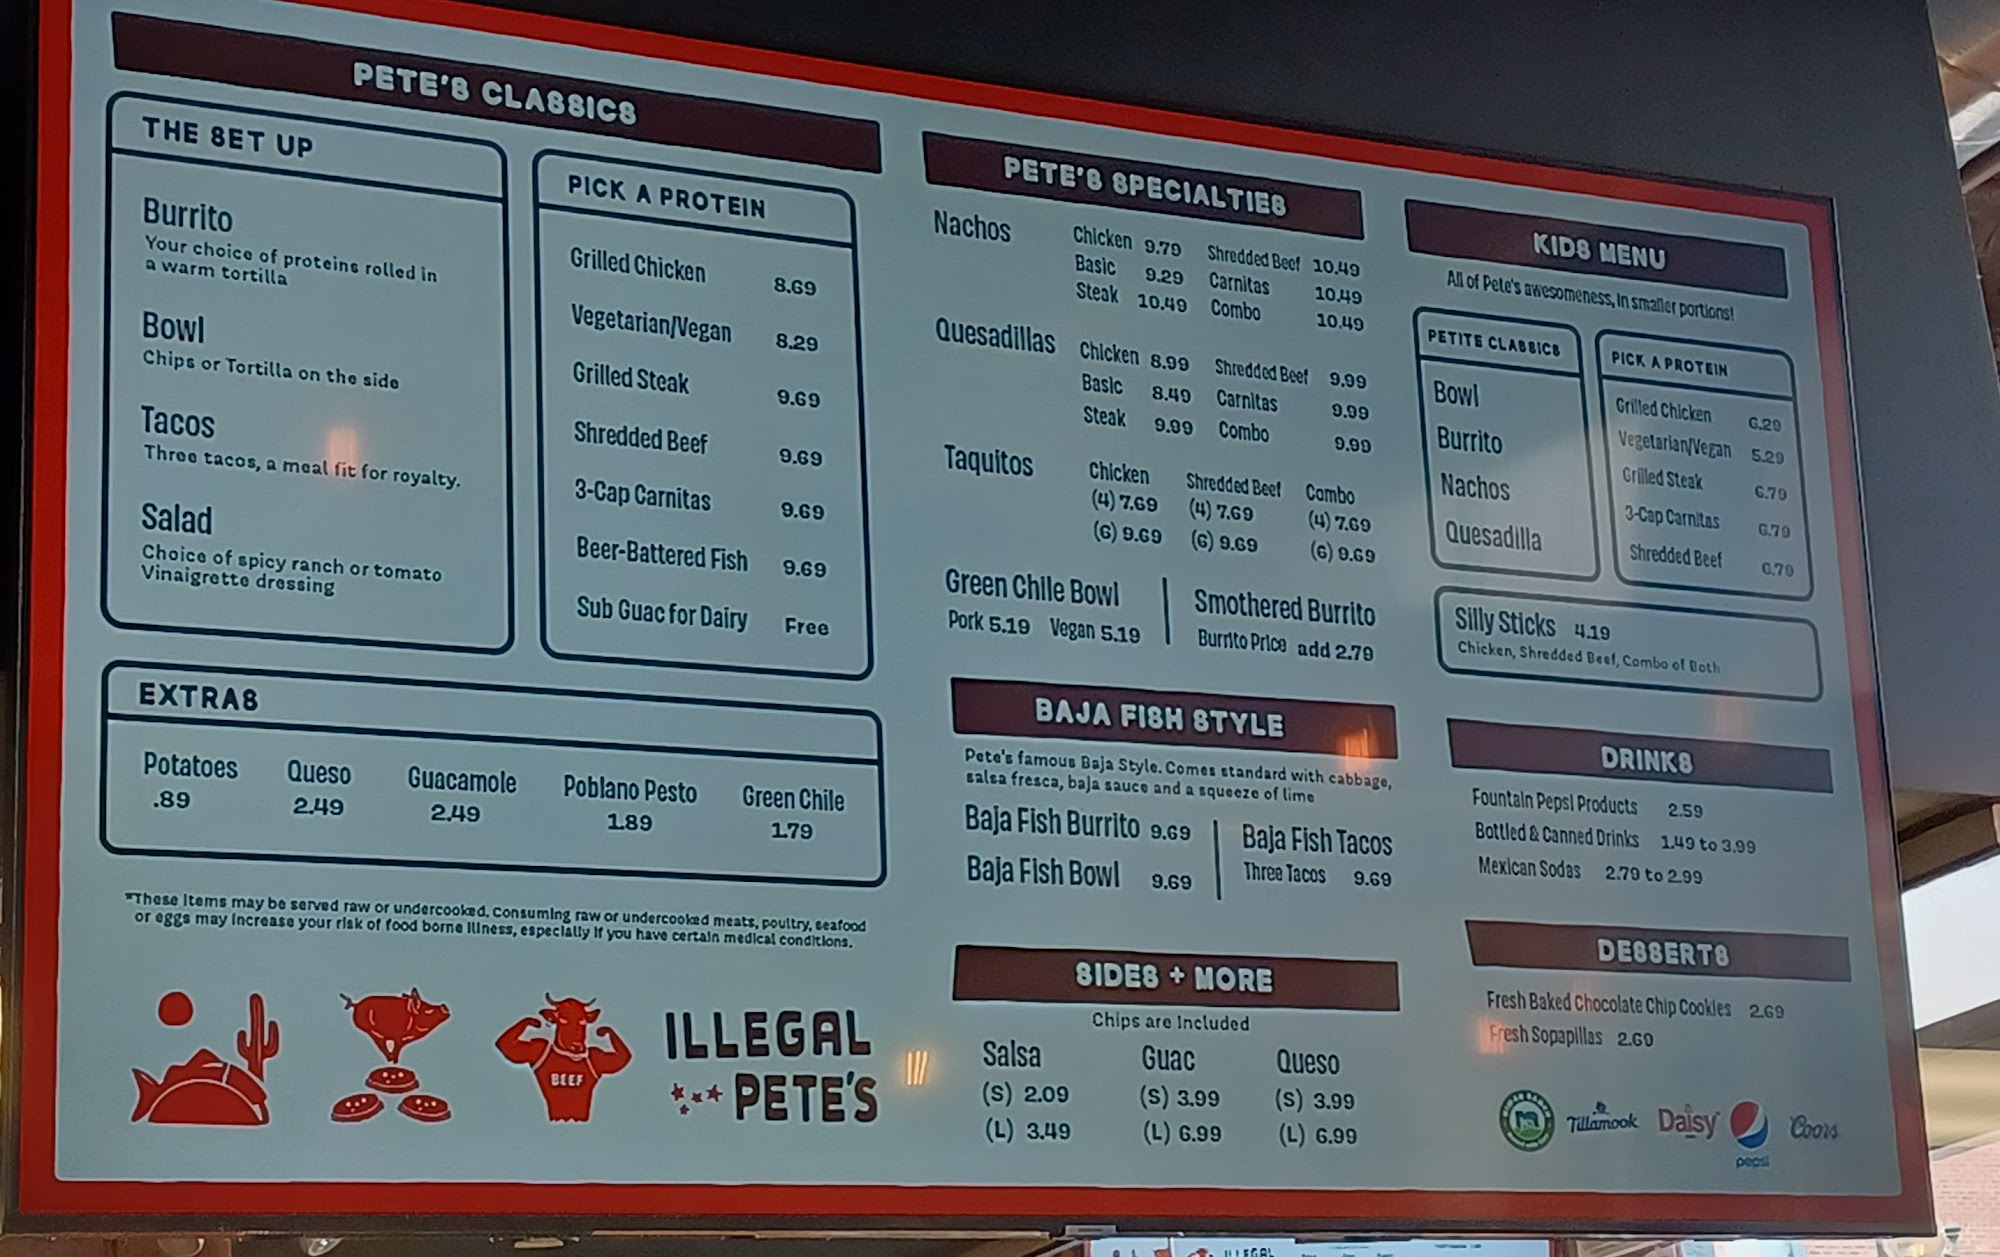 PETE'S CLASSICS
THE SET UP
Burrito
Your choice of proteins rolled in
a warm tortilla
Bowl
Chips or Tortilla on the side
Tacos
Three tacos, a meal fit for royalty.
Salad
Choice of spicy ranch or tomato
Vinaigrette dressing
PICK A PROTEIN
Grilled Chicken 8.69
Vegetarian/Vegan 8.29
Grilled Steak 9.69
Shredded Beef 9.69
3-Cap Carnitas 9.69
Beer-Battered Fish 9.69
Sub Guac for Dairy Free
EXTRAS
Potatoes Queso Guacamole Poblano Pesto Green Chile
.89 2.49 2.49 1.89 1.79
*These items may be served raw or undercooked. Consuming raw or undercooked meats, poultry, seafood
or eggs may increase your risk of food borne illness, especially if you have certain medical conditions.
BEEF
ILLEGAL
PETE'S
PETE'S SPECIALTIES
Nachos Chicken 9.79 Shredded Beef 10.49
Basic 9.29 Carnitas 10.49
Steak 10.49 Combo 10.49
Quesadillas Chicken 8.99 Shredded Beef 9.99
Basic 8.49 Carnitas 9.99
Steak 9.99 Combo 9.99
Taquitos Chicken Shredded Beef Combo
(4) 7.69 (4) 7.69 (4) 7.69
(6) 9.69 (6) 9.69 (6) 9.69
Green Chile Bowl
Pork 5.19 Vegan 5.19
Smothered Burrito
Burrito Price add 2.79
BAJA FISH STYLE
Pete's famous Baja Style. Comes standard with cabbage,
salsa fresca, baja sauce and a squeeze of lime
Baja Fish Burrito 9.69
Baja Fish Bowl 9.69
Baja Fish Tacos
Three Tacos 9.69
SIDES + MORE
Chips are Included
Salsa Guac Queso
(S) 2.09 (S) 3.99 (S) 3.99
(L) 3.49 (L) 6.99 (L) 6.99
KIDS MENU
All of Pete's awesomeness, in smaller portions!
PETITE CLASSICS
Bowl
Burrito
Nachos
Quesadilla
PICK A PROTEIN
Grilled Chicken 6.29
Vegetarian/Vegan 5.29
Grilled Steak 6.79
3-Cap Carnitas 6.79
Shredded Beef 6.79
Silly Sticks 4.19
Chicken, Shredded Beef, Combo of Both
DRINKS
Fountain Pepsi Products 2.59
Bottled & Canned Drinks 1.49 to 3.99
Mexican Sodas 2.79 to 2.99
DESSERTS
Fresh Baked Chocolate Chip Cookies 2.69
Fresh Sopapillas 2.69
Tillamook Daisy pepsi Coors
ILLEGAL